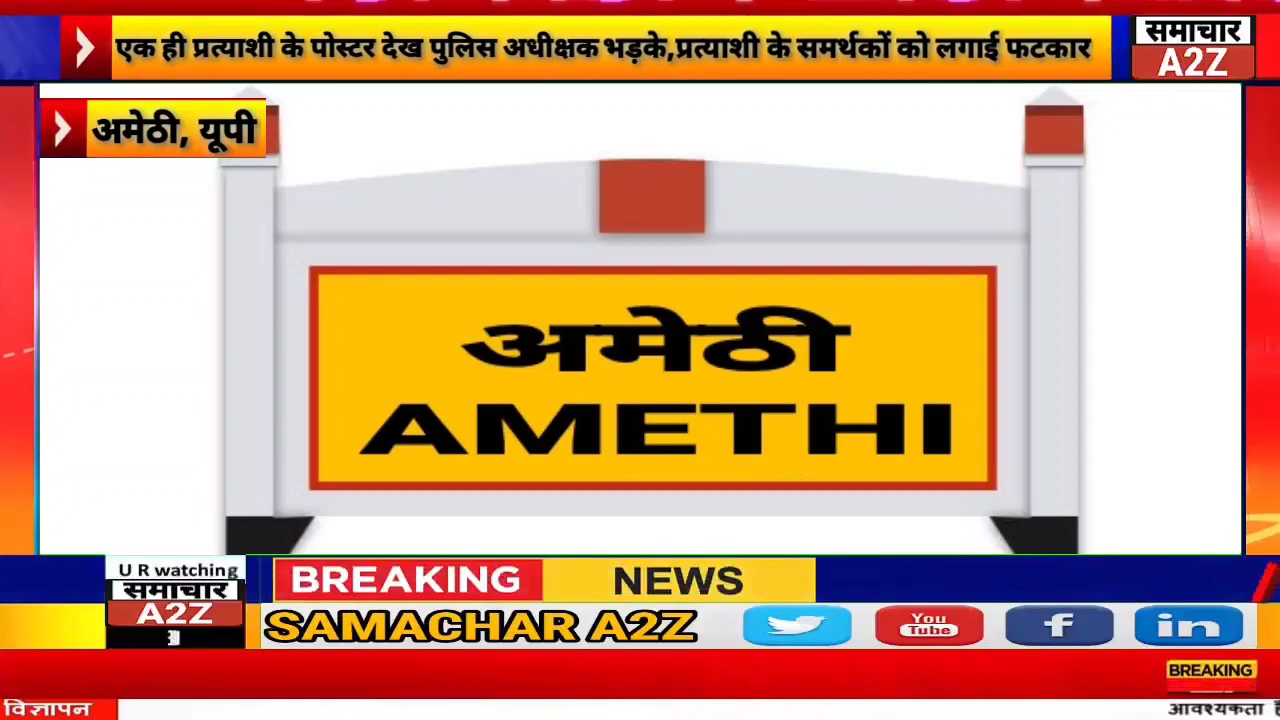 एक ही प्रत्याशी के पोस्टर देख पुलिस अधीक्षक भड़के,प्रत्याशी के समर्थकों को लगाई फटकार
समाचार
A2Z
अमेठी, यूपी
अमेठी
AMETHI
U R watching
समाचार
A2Z
BREAKING NEWS
SAMACHAR A2Z
You
Tube
f
in
BREAKING
विज्ञापन
आवश्यकता